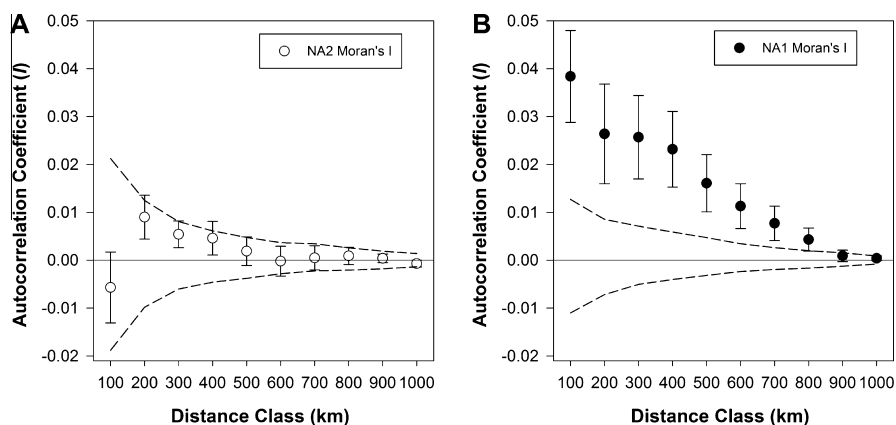 A
NA2 Moran's I
Autocorrelation Coefficient (I)
0.05
0.04
0.03
0.02
0.01
0.00
-0.01
-0.02
100 200 300 400 500 600 700 800 900 1000
Distance Class (km)
B
NA1 Moran's I
Autocorrelation Coefficient (I)
0.05
0.04
0.03
0.02
0.01
0.00
-0.01
-0.02
100 200 300 400 500 600 700 800 900 1000
Distance Class (km)